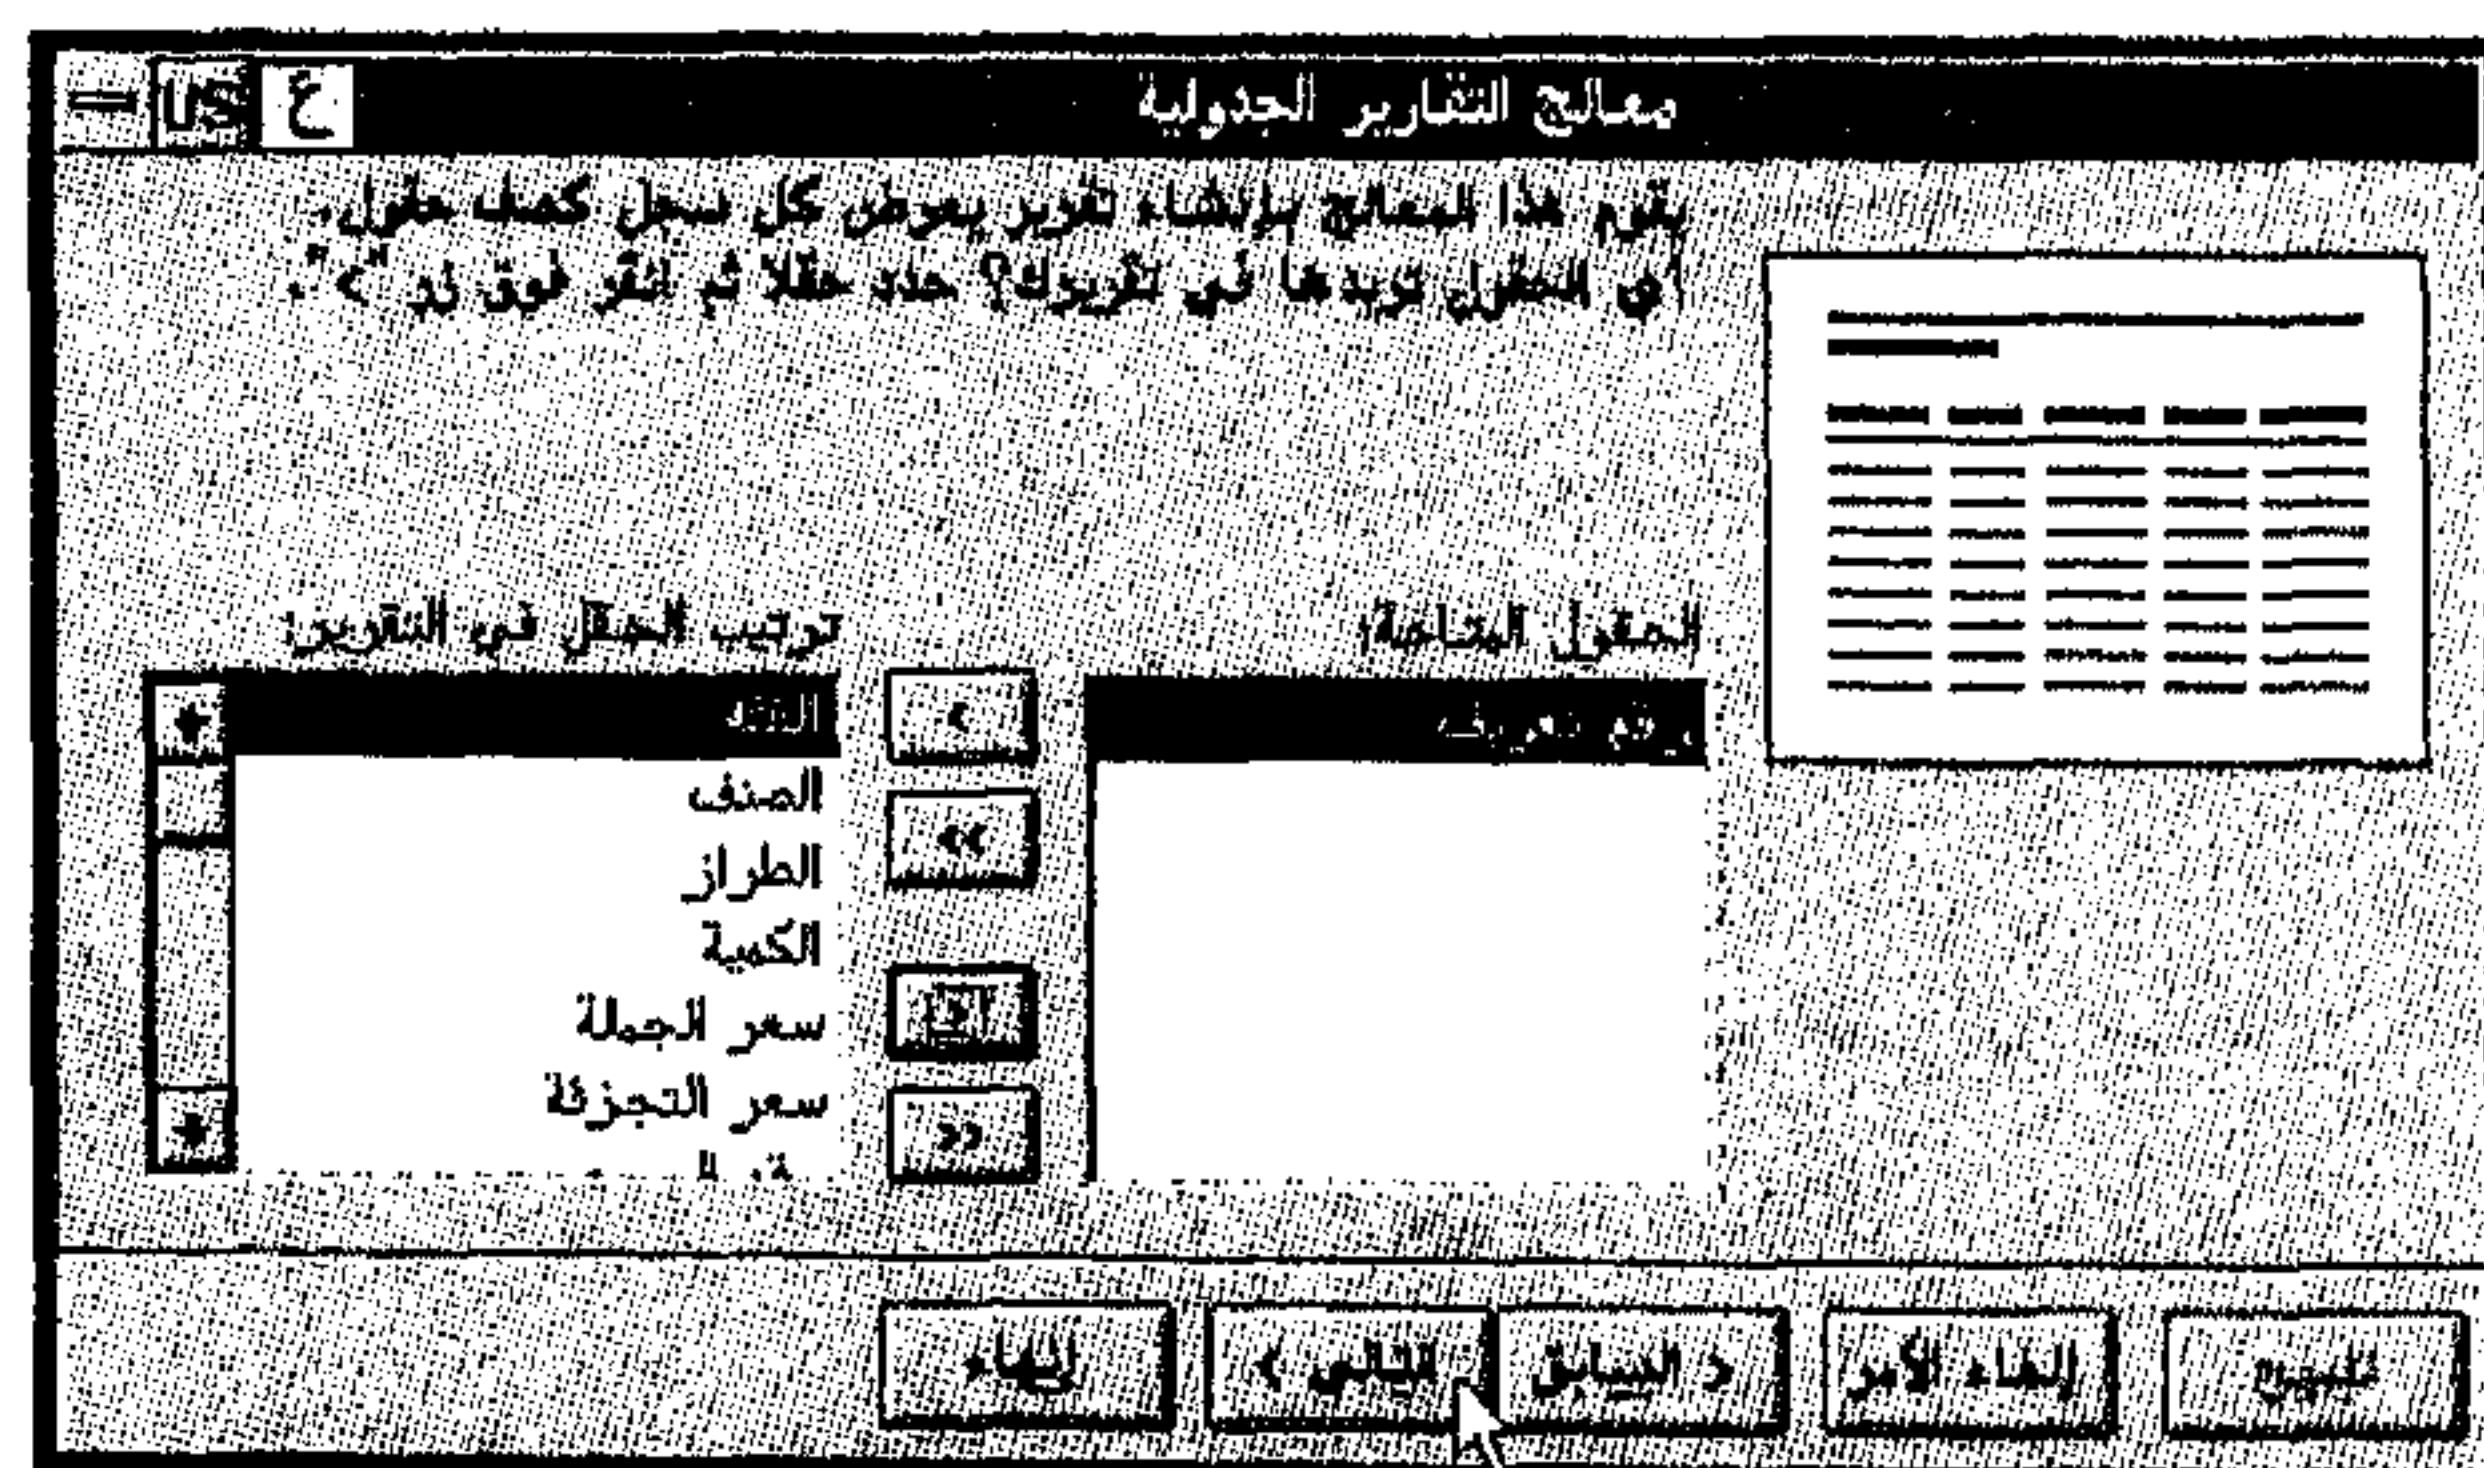 معالج التقارير الجدولية
ع US
يقوم هذا المعالج بإنشاء تقرير يعرض كل سجل كصف حقول.
أي الحقول تريدها في تقريرك؟ حدد حقلا ثم انقر فوق زر "<".
الحقول المتاحة:
رقم تعريف
ترتيب الحقل في التقرير:
الصنف
الطراز
الكمية
سعر الجملة
سعر التجزئة
تلميح
إلغاء الأمر
< السابق
التالي >
إنهاء